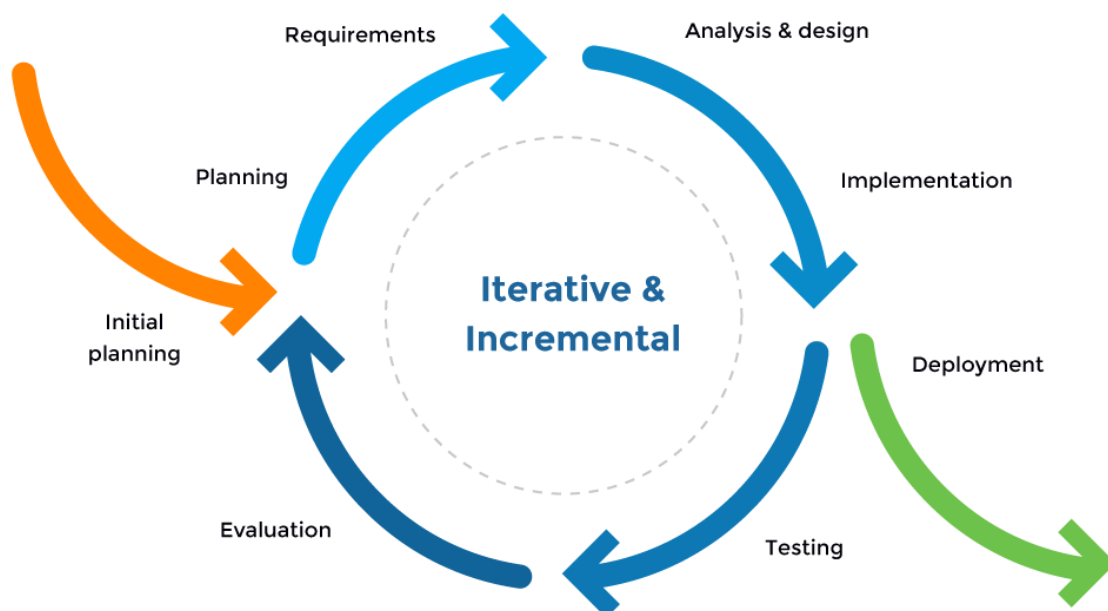 Requirements
Analysis & design
Planning
Implementation
Iterative &
Incremental
Initial
planning
Deployment
Evaluation
Testing